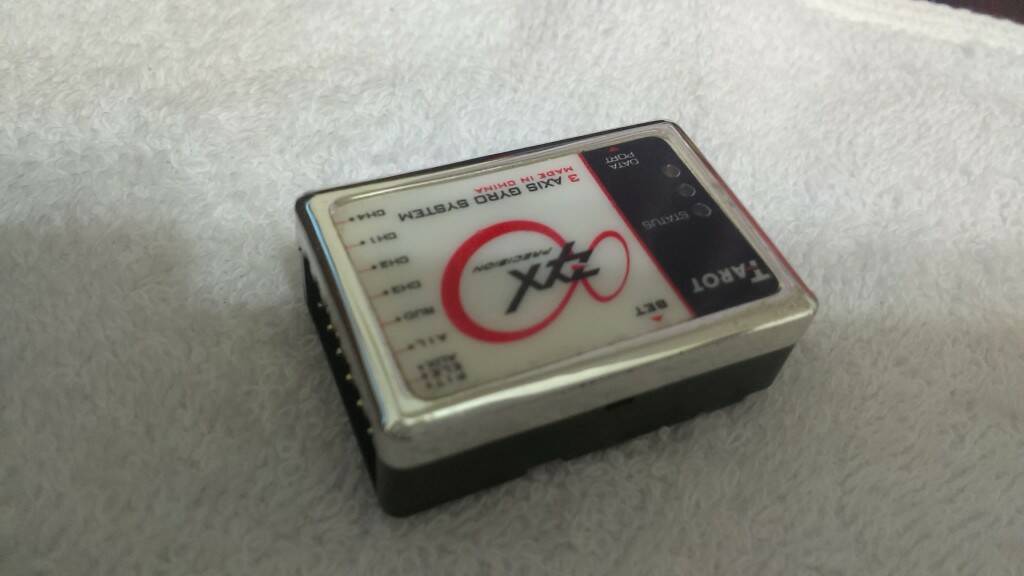 TAROT
STATUS
DATA
PORT
SET
ZYX
PRECISION
3 AXIS GYRO SYSTEM
MADE IN CHINA
CH4
CH1
CH2
CH3
RUD
AIL